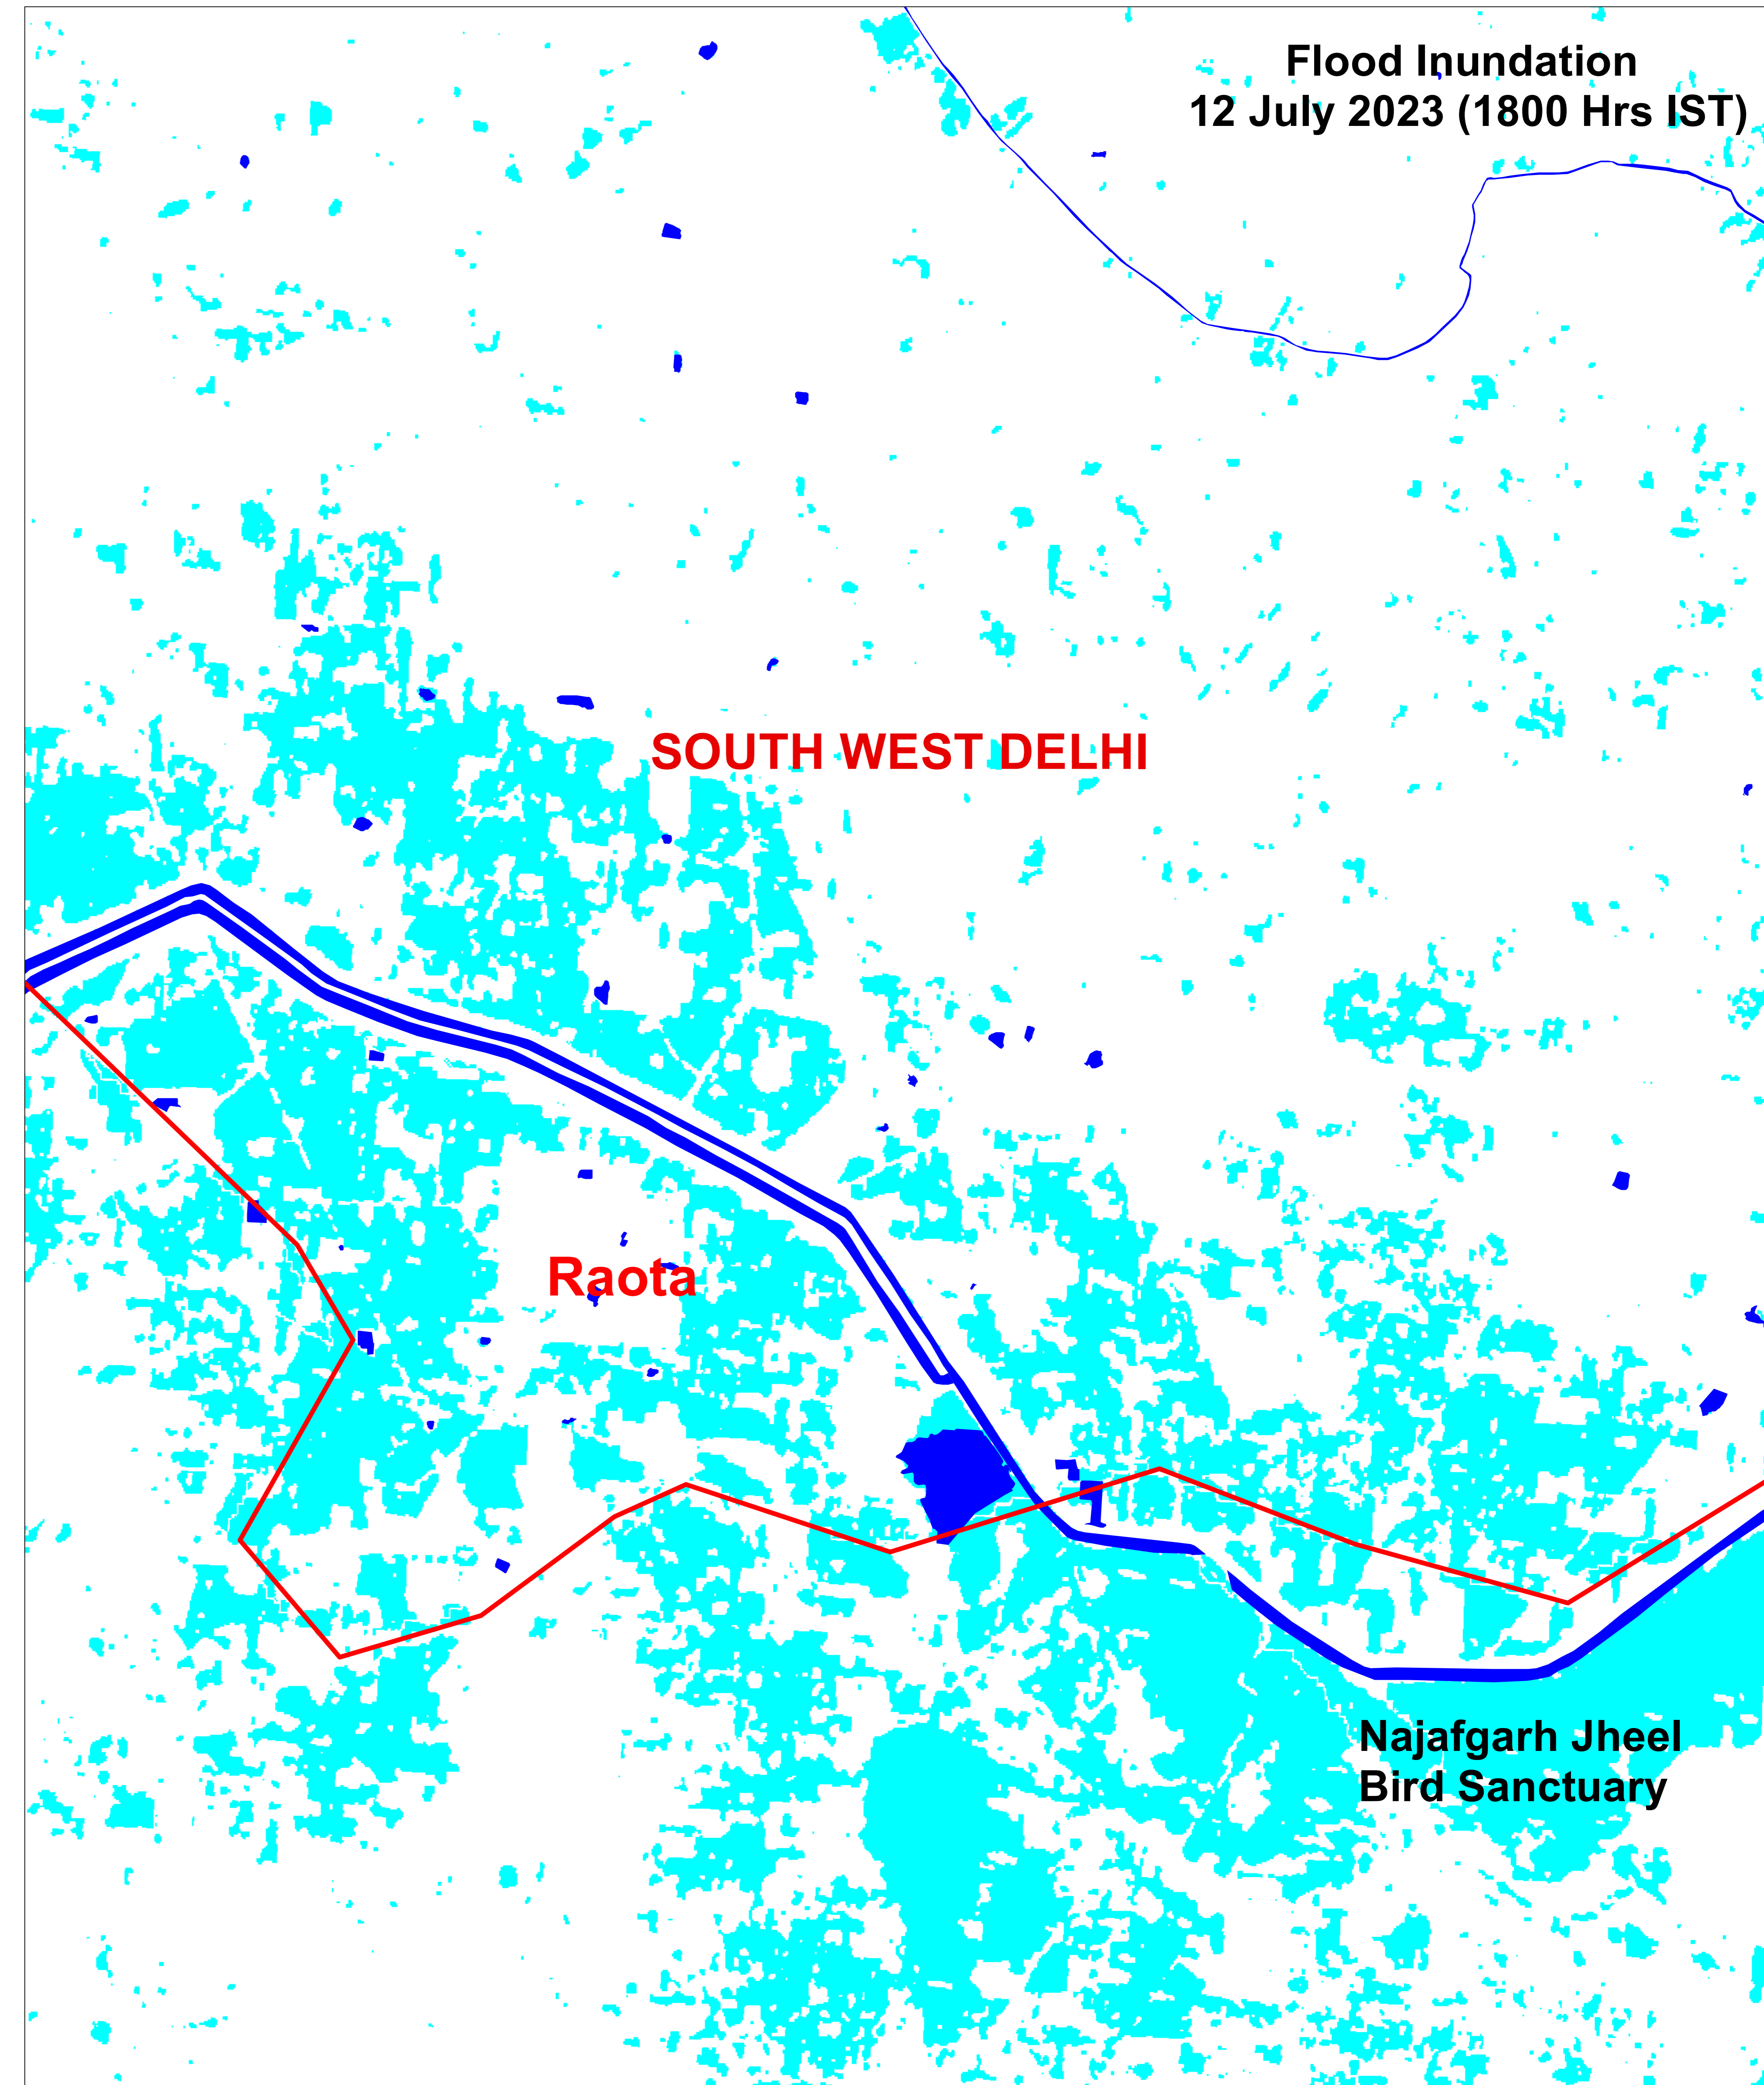 Flood Inundation
12 July 2023 (1800 Hrs IST)
SOUTH WEST DELHI
Raota
Najafgarh Jheel
Bird Sanctuary